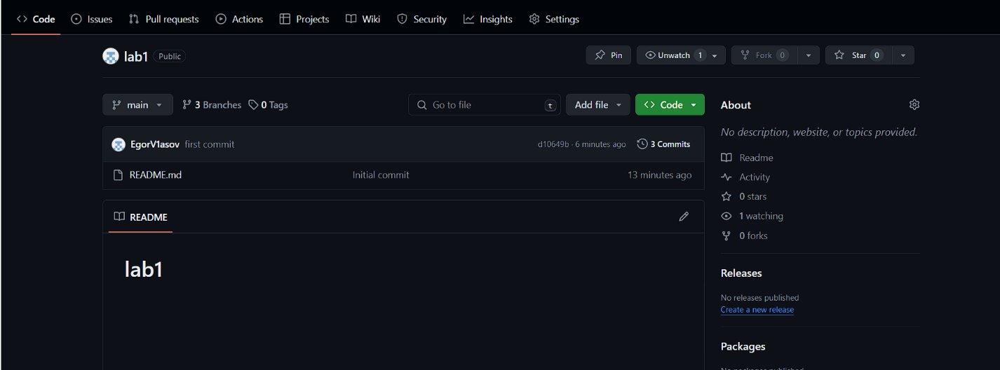 Code Issues Pull requests Actions Projects Wiki Security Insights Settings
lab1 Public Pin Unwatch 1 Fork 0 Star 0
main 3 Branches 0 Tags Go to file t Add file Code
About
No description, website, or topics provided.
EgorV1asov first commit d10649b · 6 minutes ago 3 Commits
README.md Initial commit 13 minutes ago
Readme
Activity
0 stars
1 watching
0 forks
README
lab1
Releases
No releases published
Create a new release
Packages